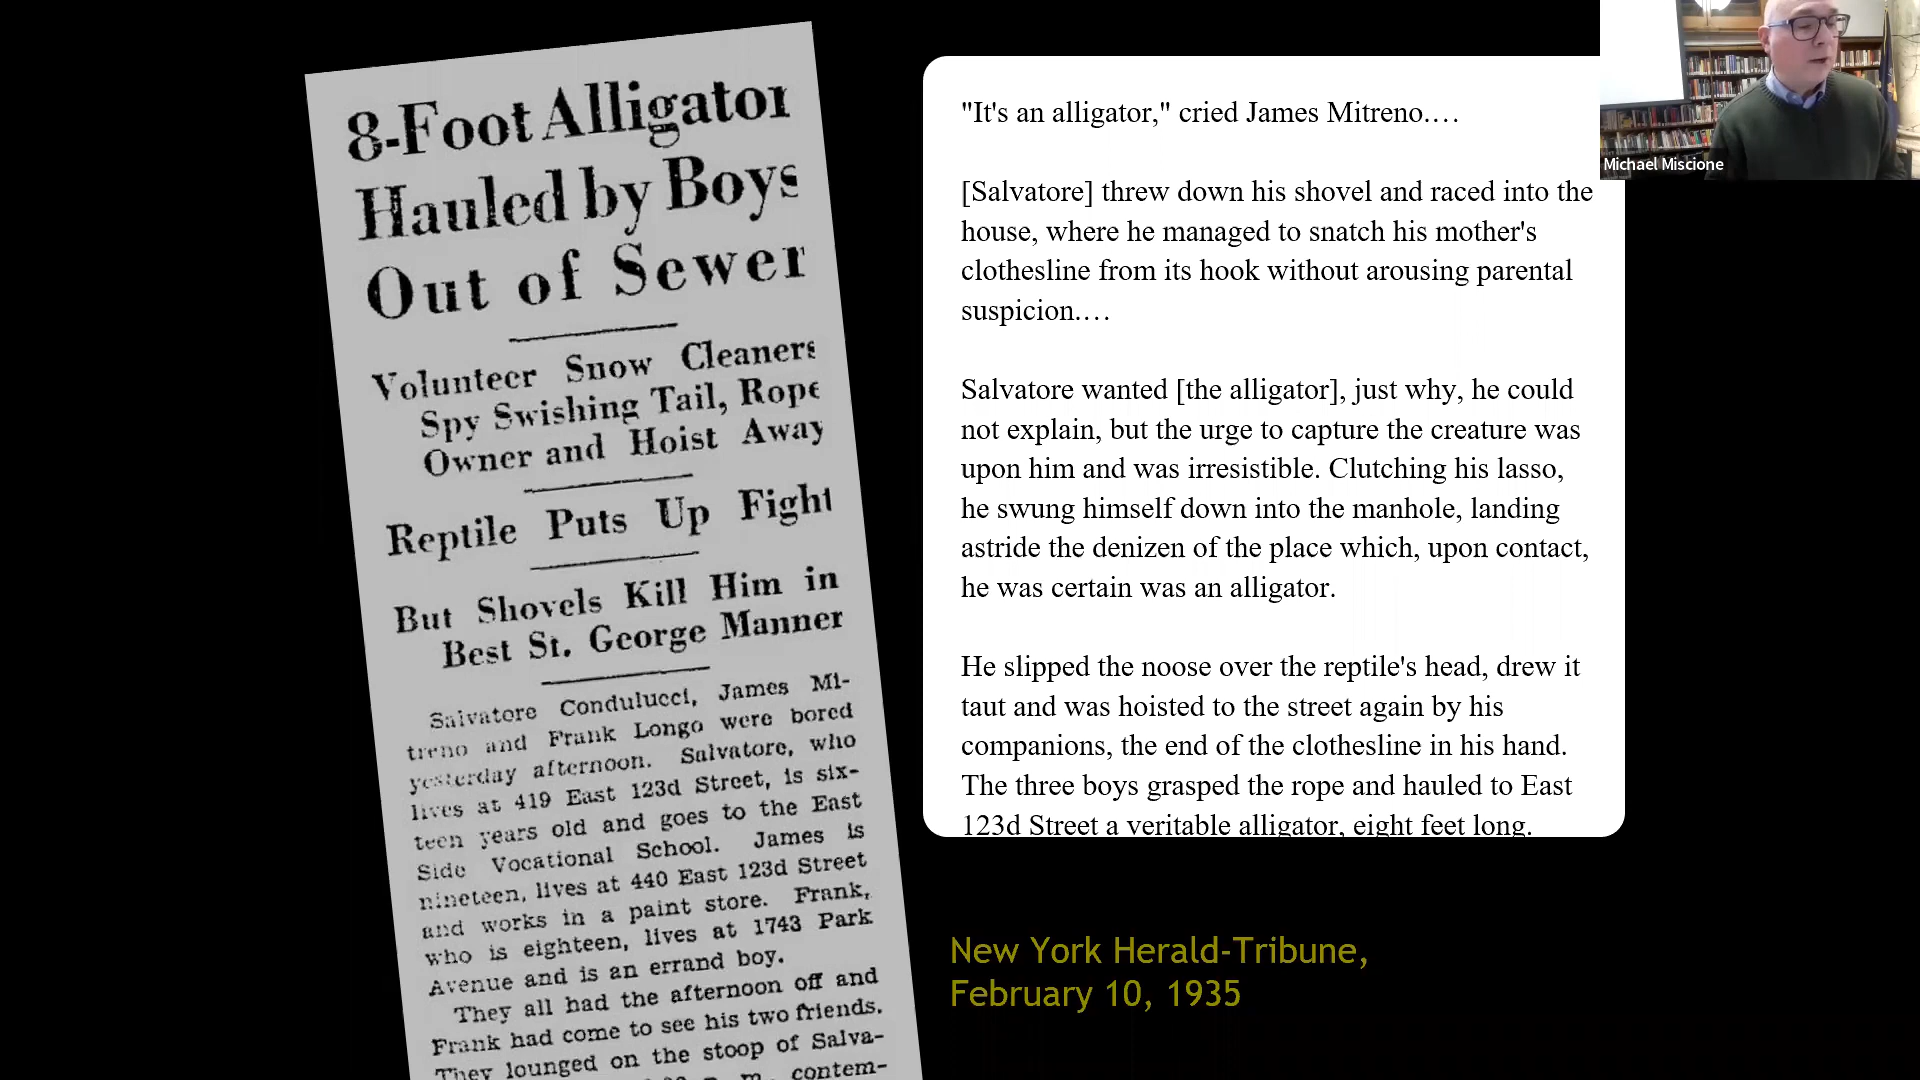 8-Foot Alligator
Hauled by Boys
Out of Sewer
Volunteer Snow Cleaners
Spy Swishing Tail, Rope
Owner and Hoist Away
Reptile Puts Up Fight
But Shovels Kill Him in
Best St. George Manner
Salvatore Condulucci, James Mi-
treno and Frank Longo were bored
yesterday afternoon. Salvatore, who
lives at 419 East 123d Street, is six-
teen years old and goes to the East
Side Vocational School. James is
nineteen, lives at 440 East 123d Street
and works in a paint store. Frank,
who is eighteen, lives at 1743 Park
Avenue and is an errand boy.
They all had the afternoon off and
Frank had come to see his two friends.
They lounged on the stoop of Salva-
m. contem-
"It's an alligator," cried James Mitreno....
[Salvatore] threw down his shovel and raced into the
house, where he managed to snatch his mother's
clothesline from its hook without arousing parental
suspicion....
Salvatore wanted [the alligator], just why, he could
not explain, but the urge to capture the creature was
upon him and was irresistible. Clutching his lasso,
he swung himself down into the manhole, landing
astride the denizen of the place which, upon contact,
he was certain was an alligator.
He slipped the noose over the reptile's head, drew it
taut and was hoisted to the street again by his
companions, the end of the clothesline in his hand.
The three boys grasped the rope and hauled to East
123d Street a veritable alligator, eight feet long.
New York Herald-Tribune,
February 10, 1935
Michael Miscione